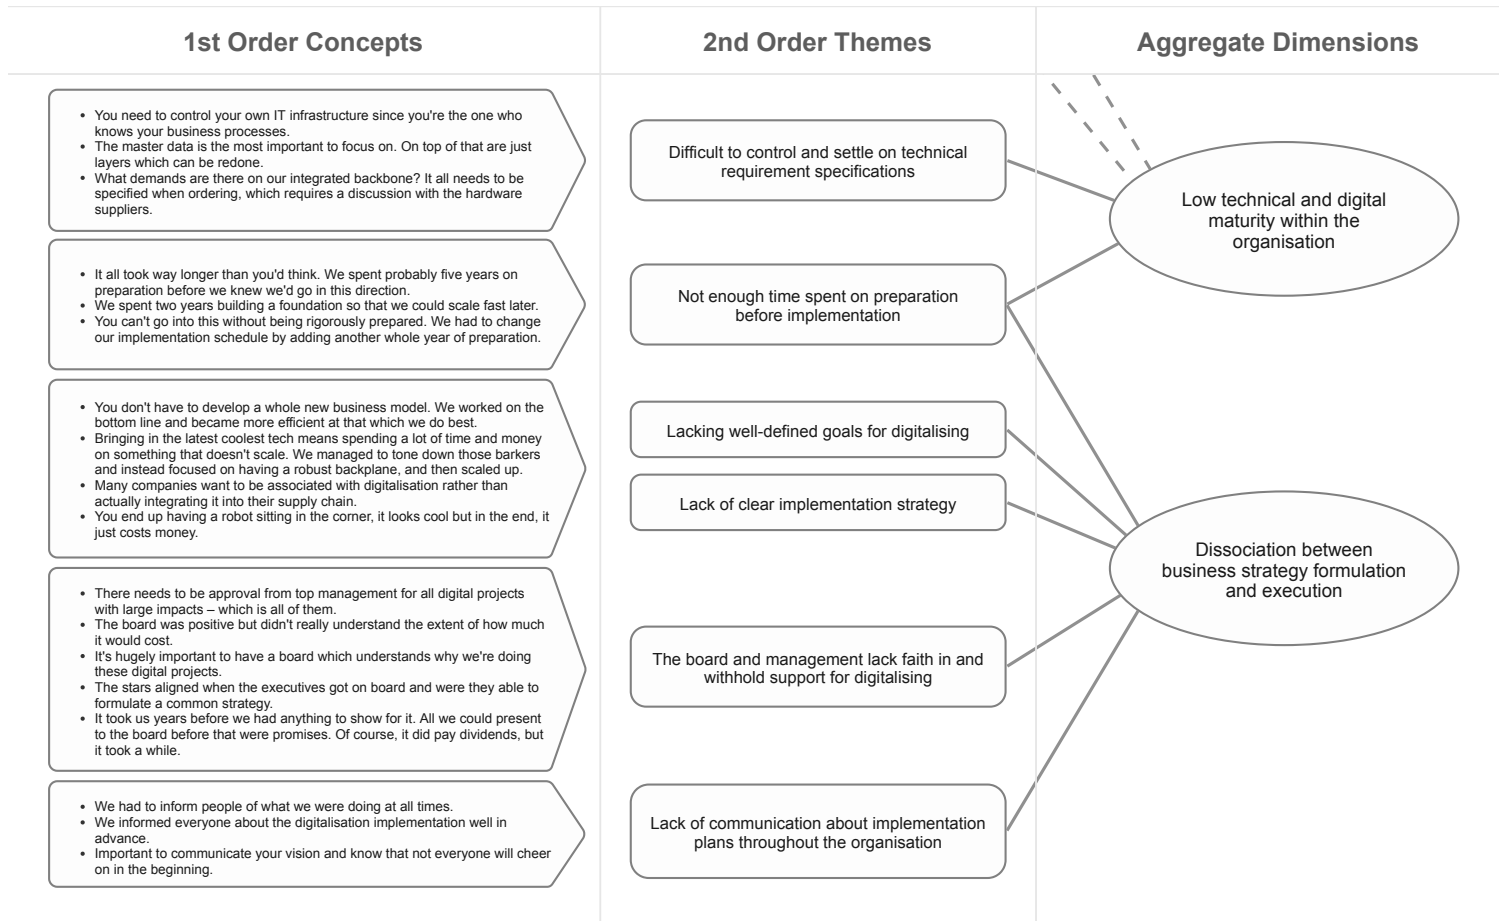 1st Order Concepts
2nd Order Themes
Aggregate Dimensions
• You need to control your own IT infrastructure since you're the one who
knows your business processes.
• The master data is the most important to focus on. On top of that are just
layers which can be redone.
• What demands are there on our integrated backbone? It all needs to be
specified when ordering, which requires a discussion with the hardware
suppliers.
• It all took way longer than you'd think. We spent probably five years on
preparation before we knew we'd go in this direction.
• We spent two years building a foundation so that we could scale fast later.
• You can't go into this without being rigorously prepared. We had to change
our implementation schedule by adding another whole year of preparation.
• You don't have to develop a whole new business model. We worked on the
bottom line and became more efficient at that which we do best.
• Bringing in the latest coolest tech means spending a lot of time and money
on something that doesn't scale. We managed to tone down those barkers
and instead focused on having a robust backplane, and then scaled up.
• Many companies want to be associated with digitalisation rather than
actually integrating it into their supply chain.
• You end up having a robot sitting in the corner, it looks cool but in the end, it
just costs money.
• There needs to be approval from top management for all digital projects
with large impacts – which is all of them.
• The board was positive but didn't really understand the extent of how much
it would cost.
• It's hugely important to have a board which understands why we're doing
these digital projects.
• The stars aligned when the executives got on board and were they able to
formulate a common strategy.
• It took us years before we had anything to show for it. All we could present
to the board before that were promises. Of course, it did pay dividends, but
it took a while.
• We had to inform people of what we were doing at all times.
• We informed everyone about the digitalisation implementation well in
advance.
• Important to communicate your vision and know that not everyone will cheer
on in the beginning.
Difficult to control and settle on technical
requirement specifications
Not enough time spent on preparation
before implementation
Lacking well-defined goals for digitalising
Lack of clear implementation strategy
The board and management lack faith in and
withhold support for digitalising
Lack of communication about implementation
plans throughout the organisation
Low technical and digital
maturity within the
organisation
Dissociation between
business strategy formulation
and execution